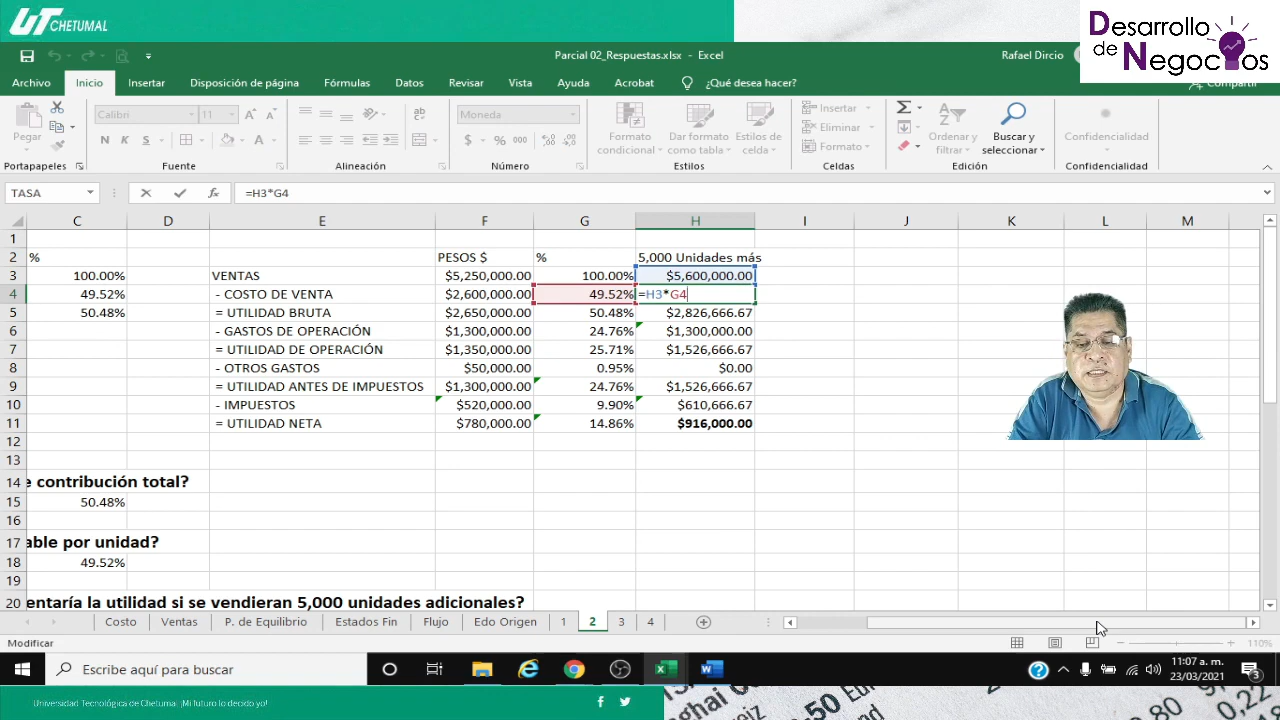 UT CHETUMAL
Desarrollo
de
Negocios
Parcial 02_Respuestas.xlsx - Excel
Rafael Dircio
Archivo Inicio Insertar Disposición de página Fórmulas Datos Revisar Vista Ayuda Acrobat ¿Qué desea hacer? Compartir
Calibri 11 Moneda
Pegar
N K S
$ % 000
Formato condicional
Dar formato como tabla
Estilos de celda
Insertar
Eliminar
Formato
Ordenar y filtrar
Buscar y seleccionar
Confidencialidad
Portapapeles Fuente Alineación Número Estilos Celdas Edición Confidencialidad
TASA =H3*G4
C D E F G H I J K L M
1
2 % PESOS $ % 5,000 Unidades más
3 100.00% VENTAS $5,250,000.00 100.00% $5,600,000.00
4 49.52% - COSTO DE VENTA $2,600,000.00 49.52% =H3*G4
5 50.48% = UTILIDAD BRUTA $2,650,000.00 50.48% $2,826,666.67
6 - GASTOS DE OPERACIÓN $1,300,000.00 24.76% $1,300,000.00
7 = UTILIDAD DE OPERACIÓN $1,350,000.00 25.71% $1,526,666.67
8 - OTROS GASTOS $50,000.00 0.95% $0.00
9 = UTILIDAD ANTES DE IMPUESTOS $1,300,000.00 24.76% $1,526,666.67
10 - IMPUESTOS $520,000.00 9.90% $610,666.67
11 = UTILIDAD NETA $780,000.00 14.86% $916,000.00
12
13
14 e contribución total?
15 50.48%
16
17 able por unidad?
18 49.52%
19
20 entaría la utilidad si se vendieran 5,000 unidades adicionales?
Costo Ventas P. de Equilibrio Estados Fin Flujo Edo Origen 1 2 3 4
Modificar 110%
Escribe aquí para buscar
11:07 a. m.
23/03/2021
3
Universidad Tecnológica de Chetumal ¡Mi futuro lo decido yo!